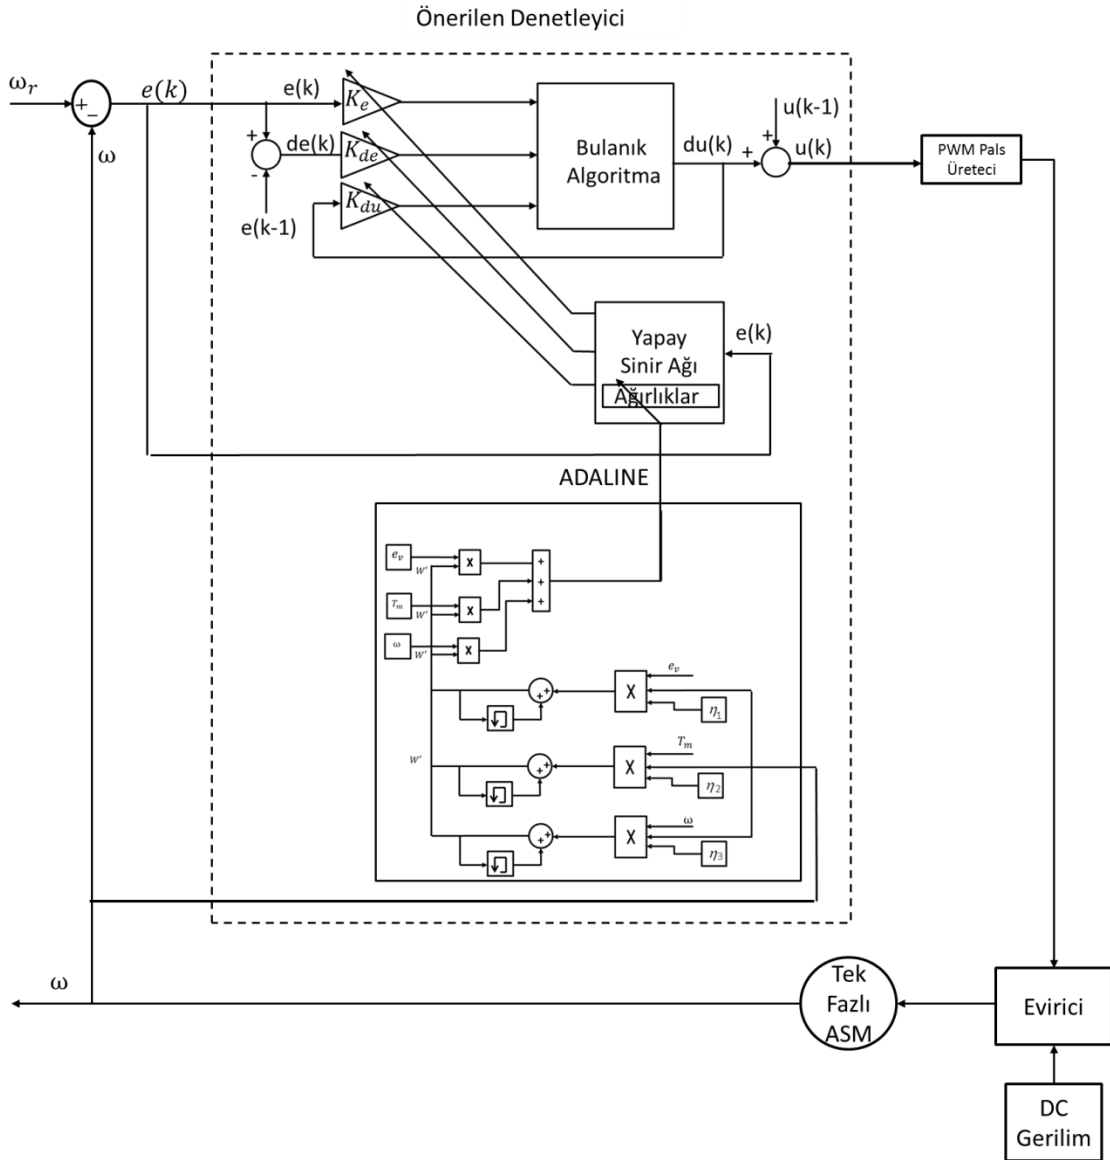 Önerilen Denetleyici
ω_r
+
−
e(k)
ω
e(k)
K_e
+
-
de(k)
K_de
e(k-1)
K_du
Bulanık
Algoritma
du(k)
u(k-1)
+
+
u(k)
PWM Pals
Üreteci
Yapay
Sinir Ağı
Ağırlıklar
e(k)
ADALINE
e_v
W'
X
+
T_m
W'
X
+
ω
W'
X
+
e_v
X
η_1
+
+
T_m
X
η_2
+
+
W'
ω
X
η_3
+
+
ω
Tek
Fazlı
ASM
Evirici
DC
Gerilim